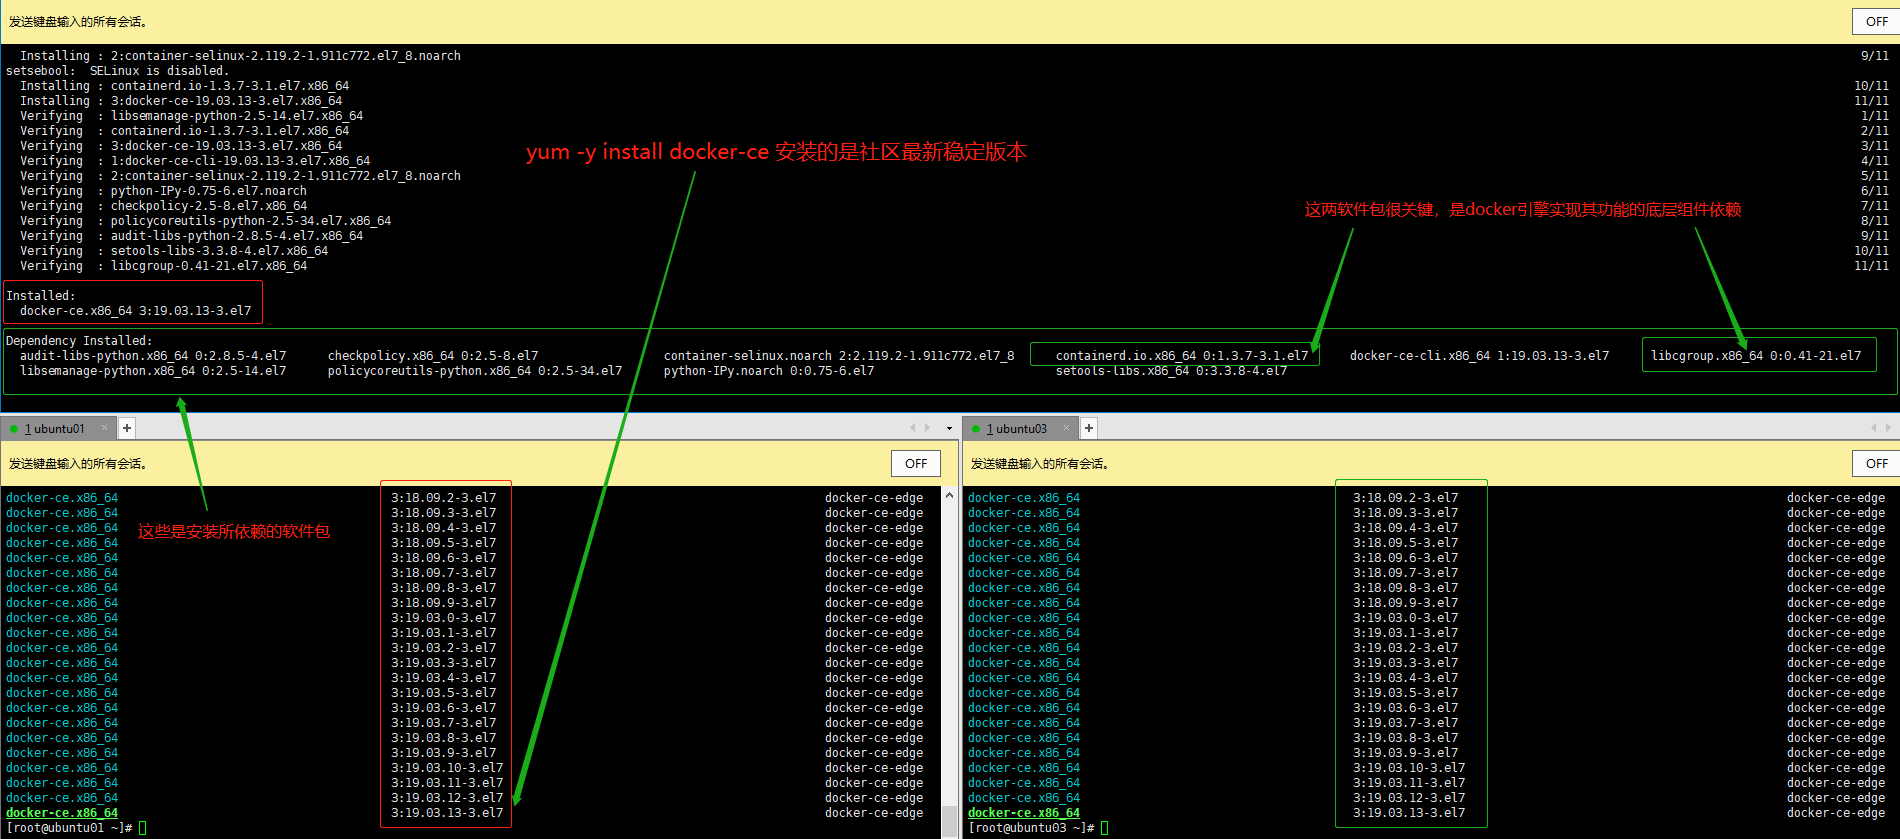 发送键盘输入的所有会话。
OFF
Installing : 2:container-selinux-2.119.2-1.911c772.el7_8.noarch 9/11
setsebool:  SELinux is disabled.
Installing : containerd.io-1.3.7-3.1.el7.x86_64 10/11
Installing : 3:docker-ce-19.03.13-3.el7.x86_64 11/11
Verifying  : libsemanage-python-2.5-14.el7.x86_64 1/11
Verifying  : containerd.io-1.3.7-3.1.el7.x86_64 2/11
Verifying  : 3:docker-ce-19.03.13-3.el7.x86_64 3/11
Verifying  : 1:docker-ce-cli-19.03.13-3.el7.x86_64 4/11
Verifying  : 2:container-selinux-2.119.2-1.911c772.el7_8.noarch 5/11
Verifying  : python-IPy-0.75-6.el7.noarch 6/11
Verifying  : checkpolicy-2.5-8.el7.x86_64 7/11
Verifying  : policycoreutils-python-2.5-34.el7.x86_64 8/11
Verifying  : audit-libs-python-2.8.5-4.el7.x86_64 9/11
Verifying  : setools-libs-3.3.8-4.el7.x86_64 10/11
Verifying  : libcgroup-0.41-21.el7.x86_64 11/11
yum -y install docker-ce 安装的是社区最新稳定版本
这两软件包很关键，是docker引擎实现其功能的底层组件依赖
Installed:
docker-ce.x86_64 3:19.03.13-3.el7
Dependency Installed:
audit-libs-python.x86_64 0:2.8.5-4.el7 checkpolicy.x86_64 0:2.5-8.el7 container-selinux.noarch 2:2.119.2-1.911c772.el7_8 containerd.io.x86_64 0:1.3.7-3.1.el7 docker-ce-cli.x86_64 1:19.03.13-3.el7 libcgroup.x86_64 0:0.41-21.el7
libsemanage-python.x86_64 0:2.5-14.el7 policycoreutils-python.x86_64 0:2.5-34.el7 python-IPy.noarch 0:0.75-6.el7 setools-libs.x86_64 0:3.3.8-4.el7
1 ubuntu01 × +
发送键盘输入的所有会话。
OFF
docker-ce.x86_64 3:18.09.2-3.el7 docker-ce-edge
docker-ce.x86_64 3:18.09.3-3.el7 docker-ce-edge
docker-ce.x86_64 3:18.09.4-3.el7 docker-ce-edge
docker-ce.x86_64 3:18.09.5-3.el7 docker-ce-edge
docker-ce.x86_64 3:18.09.6-3.el7 docker-ce-edge
docker-ce.x86_64 3:18.09.7-3.el7 docker-ce-edge
docker-ce.x86_64 3:18.09.8-3.el7 docker-ce-edge
docker-ce.x86_64 3:18.09.9-3.el7 docker-ce-edge
docker-ce.x86_64 3:19.03.0-3.el7 docker-ce-edge
docker-ce.x86_64 3:19.03.1-3.el7 docker-ce-edge
docker-ce.x86_64 3:19.03.2-3.el7 docker-ce-edge
docker-ce.x86_64 3:19.03.3-3.el7 docker-ce-edge
docker-ce.x86_64 3:19.03.4-3.el7 docker-ce-edge
docker-ce.x86_64 3:19.03.5-3.el7 docker-ce-edge
docker-ce.x86_64 3:19.03.6-3.el7 docker-ce-edge
docker-ce.x86_64 3:19.03.7-3.el7 docker-ce-edge
docker-ce.x86_64 3:19.03.8-3.el7 docker-ce-edge
docker-ce.x86_64 3:19.03.9-3.el7 docker-ce-edge
docker-ce.x86_64 3:19.03.10-3.el7 docker-ce-edge
docker-ce.x86_64 3:19.03.11-3.el7 docker-ce-edge
docker-ce.x86_64 3:19.03.12-3.el7 docker-ce-edge
docker-ce.x86_64 3:19.03.13-3.el7 docker-ce-edge
[root@ubuntu01 ~]#
这些是安装所依赖的软件包
1 ubuntu03 × +
发送键盘输入的所有会话。
OFF
docker-ce.x86_64 3:18.09.2-3.el7 docker-ce-edge
docker-ce.x86_64 3:18.09.3-3.el7 docker-ce-edge
docker-ce.x86_64 3:18.09.4-3.el7 docker-ce-edge
docker-ce.x86_64 3:18.09.5-3.el7 docker-ce-edge
docker-ce.x86_64 3:18.09.6-3.el7 docker-ce-edge
docker-ce.x86_64 3:18.09.7-3.el7 docker-ce-edge
docker-ce.x86_64 3:18.09.8-3.el7 docker-ce-edge
docker-ce.x86_64 3:18.09.9-3.el7 docker-ce-edge
docker-ce.x86_64 3:19.03.0-3.el7 docker-ce-edge
docker-ce.x86_64 3:19.03.1-3.el7 docker-ce-edge
docker-ce.x86_64 3:19.03.2-3.el7 docker-ce-edge
docker-ce.x86_64 3:19.03.3-3.el7 docker-ce-edge
docker-ce.x86_64 3:19.03.4-3.el7 docker-ce-edge
docker-ce.x86_64 3:19.03.5-3.el7 docker-ce-edge
docker-ce.x86_64 3:19.03.6-3.el7 docker-ce-edge
docker-ce.x86_64 3:19.03.7-3.el7 docker-ce-edge
docker-ce.x86_64 3:19.03.8-3.el7 docker-ce-edge
docker-ce.x86_64 3:19.03.9-3.el7 docker-ce-edge
docker-ce.x86_64 3:19.03.10-3.el7 docker-ce-edge
docker-ce.x86_64 3:19.03.11-3.el7 docker-ce-edge
docker-ce.x86_64 3:19.03.12-3.el7 docker-ce-edge
docker-ce.x86_64 3:19.03.13-3.el7 docker-ce-edge
[root@ubuntu03 ~]#